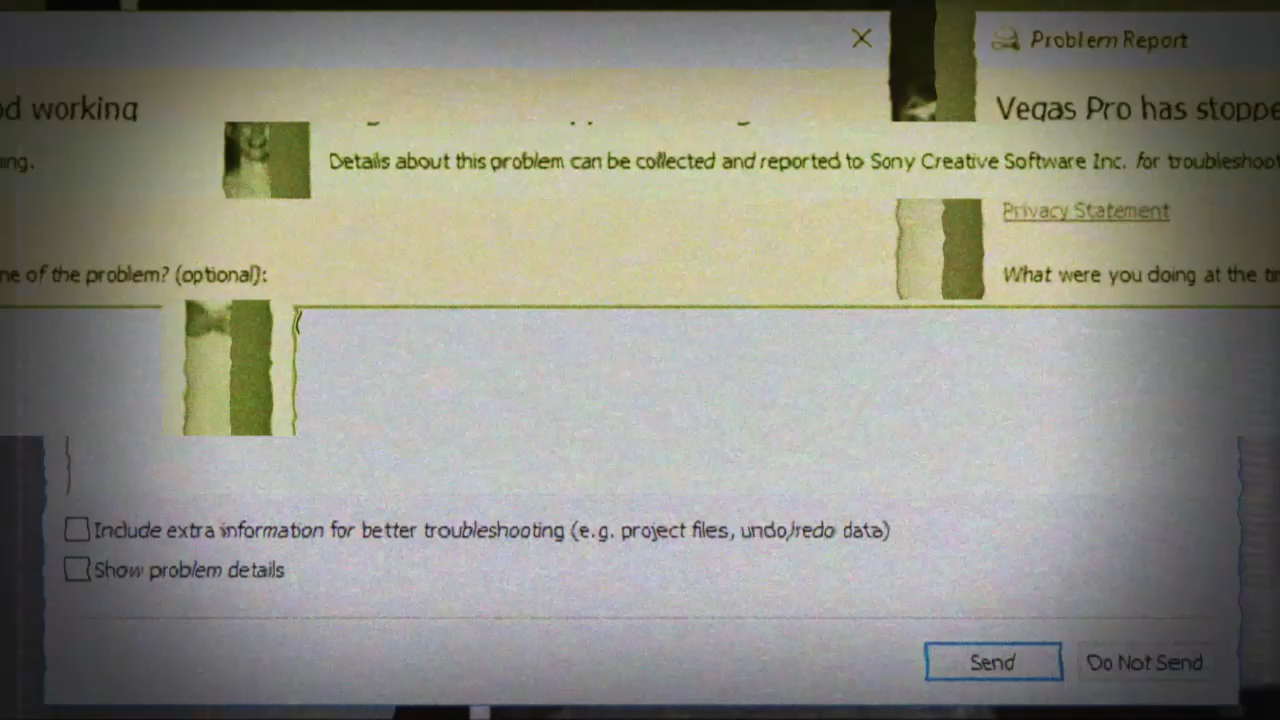 Problem Report
od working
Vegas Pro has stoppe
ing.
Details about this problem can be collected and reported to Sony Creative Software Inc. for troubleshoot
Privacy Statement
ne of the problem? (optional):
What were you doing at the ti
Include extra information for better troubleshooting (e.g. project files, undo/redo data)
Show problem details
Send
Do Not Send